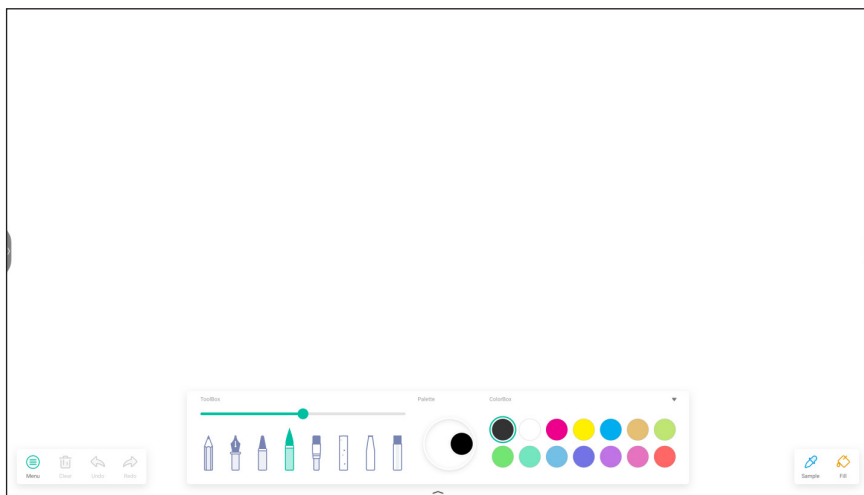 ToolBox
Palette
ColorBox
Menu
Clear
Undo
Redo
Sample
Fill